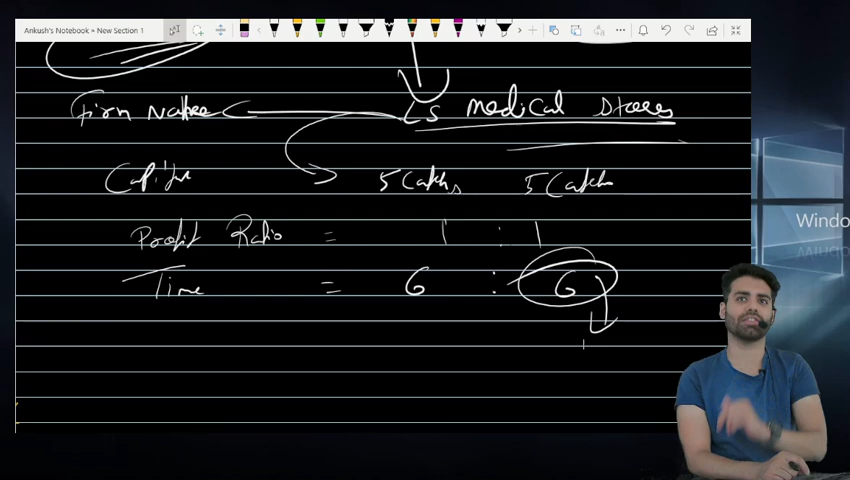 Ankush's Notebook » New Section 1
Firm Name LS Medical Stores
Capital 5 Lakhs 5 Lakhs
Profit Ratio = 1 : 1
Time = 6 : 6
Windo